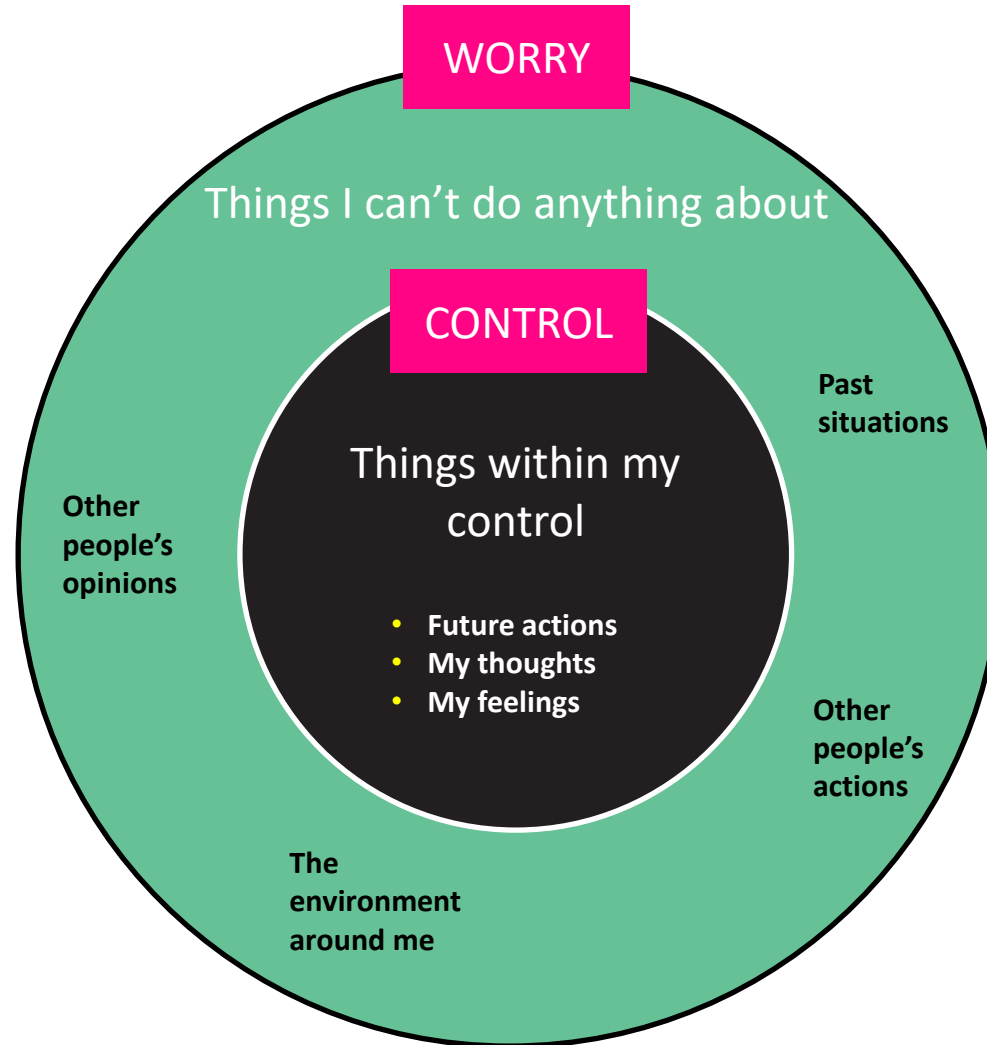 WORRY
Things I can’t do anything about
CONTROL
Past
situations
Things within my
control
Other
people’s
opinions
• Future actions
• My thoughts
• My feelings
Other
people’s
actions
The
environment
around me